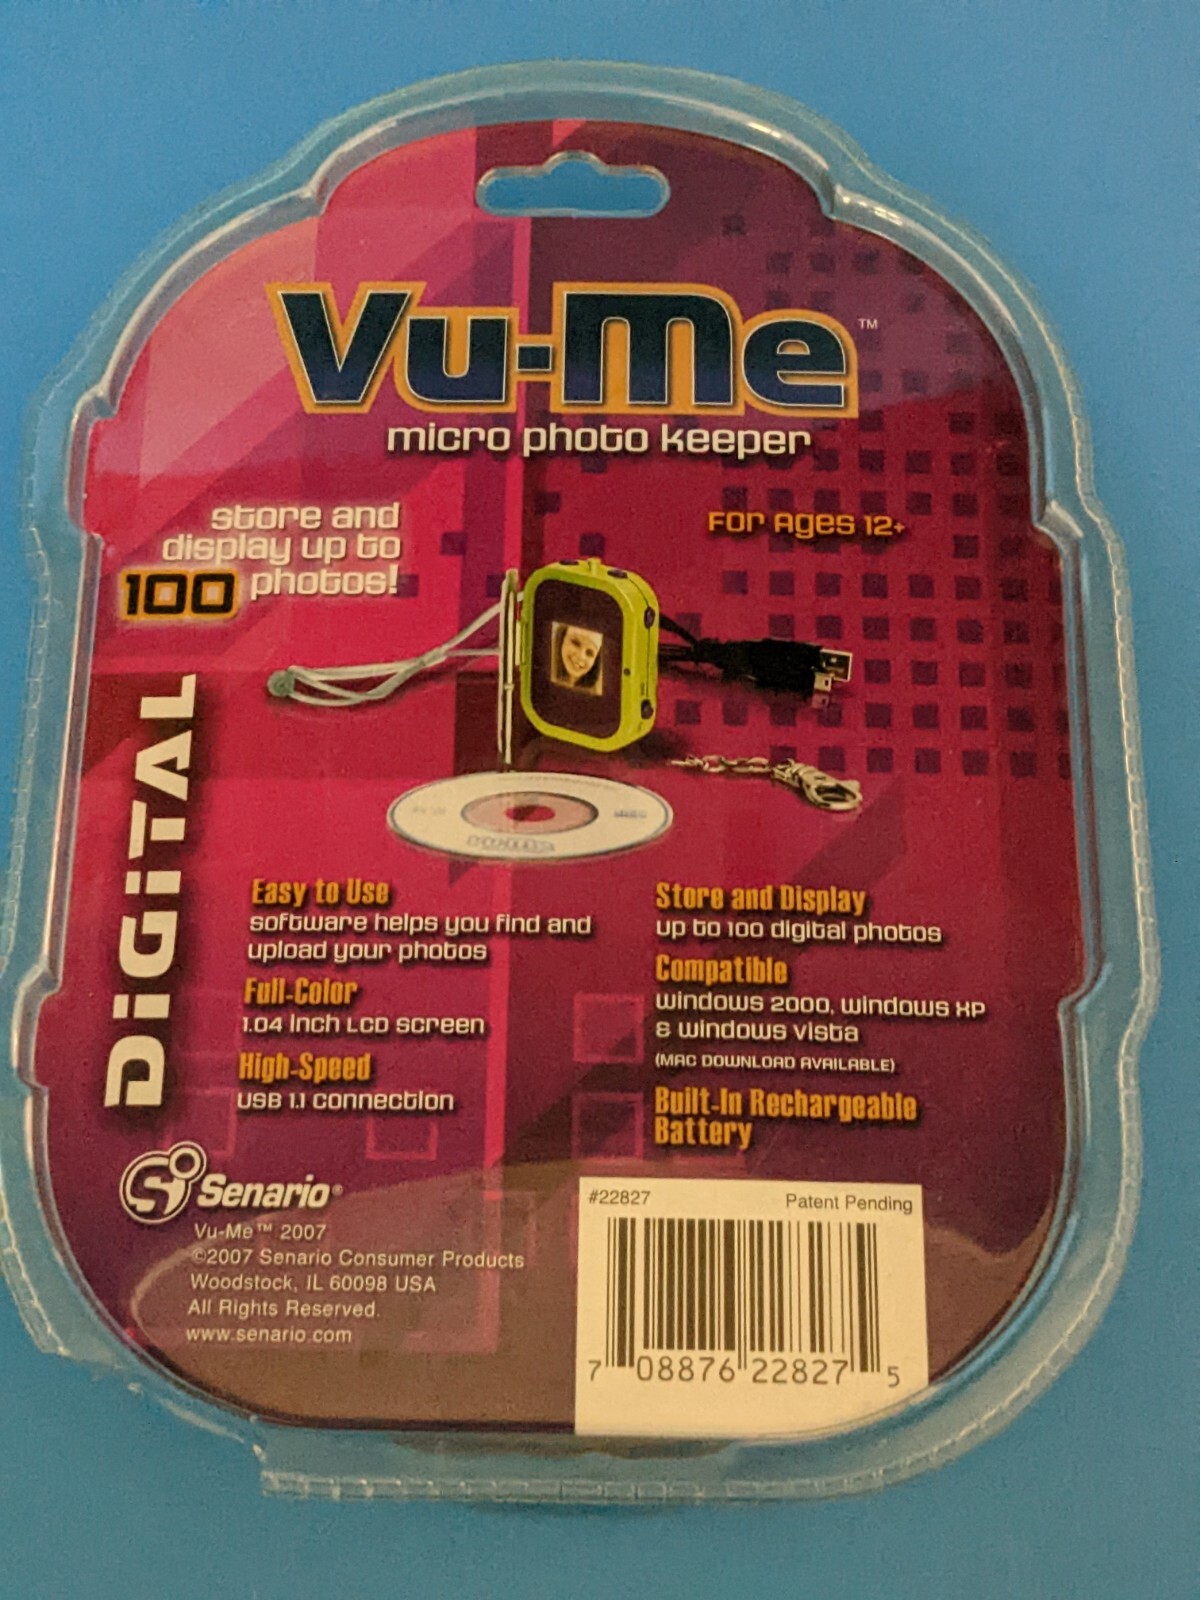 Vu-Me™
micro photo keeper
store and
display up to
100 photos!
For Ages 12+
DiGiTAL
Easy to Use
software helps you find and
upload your photos
Full-Color
1.04 inch LCD screen
High-Speed
USB 1.1 connection
Store and Display
up to 100 digital photos
Compatible
windows 2000, windows XP
& windows vista
(MAC DOWNLOAD AVAILABLE)
Built-In Rechargeable
Battery
Senario®
Vu-Me™ 2007
©2007 Senario Consumer Products
Woodstock, IL 60098 USA
All Rights Reserved.
www.senario.com
#22827 Patent Pending
7 08876 22827 5